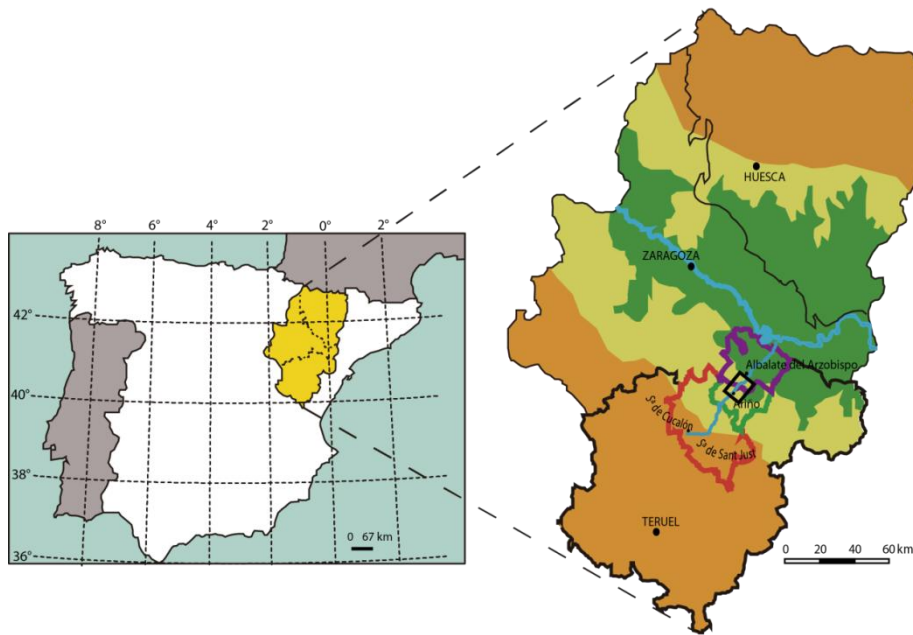 8° 6° 4° 2° 0° 2°
42°
40°
38°
36°
0 67 km
HUESCA
ZARAGOZA
Albalate del Arzobispo
Ariño
Sª de Cucalón
Sª de Sant Just
TERUEL
0 20 40 60 km